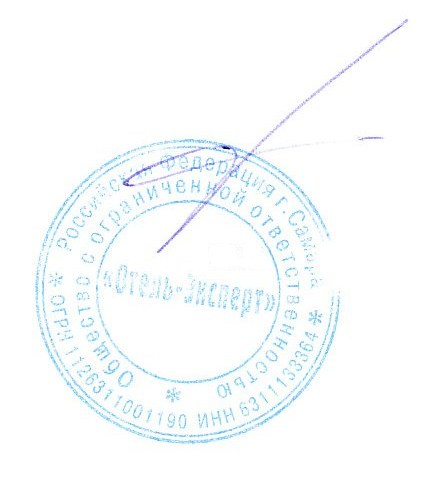 Российская Федерация г. Самара
* ОГРН 1126311001190 ИНН 6311133364 *
Общество с ограниченной ответственностью *
«Отель-Эксперт»